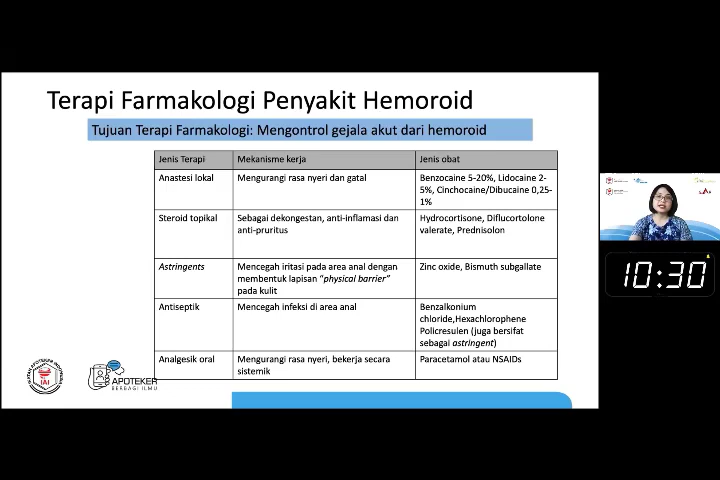 Terapi Farmakologi Penyakit Hemoroid
Tujuan Terapi Farmakologi: Mengontrol gejala akut dari hemoroid
Jenis Terapi
Mekanisme kerja
Jenis obat
Anastesi lokal
Mengurangi rasa nyeri dan gatal
Benzocaine 5-20%, Lidocaine 2-
5%, Cinchocaine/Dibucaine 0,25-
1%
Steroid topikal
Sebagai dekongestan, anti-inflamasi dan
anti-pruritus
Hydrocortisone, Diflucortolone
valerate, Prednisolon
Astringents
Mencegah iritasi pada area anal dengan
membentuk lapisan "physical barrier"
pada kulit
Zinc oxide, Bismuth subgallate
Antiseptik
Mencegah infeksi di area anal
Benzalkonium
chloride,Hexachlorophene
Policresulen (juga bersifat
sebagai astringent)
Analgesik oral
Mengurangi rasa nyeri, bekerja secara
sistemik
Paracetamol atau NSAIDs
IAI
APOTEKER
BERBAGI ILMU
10:30